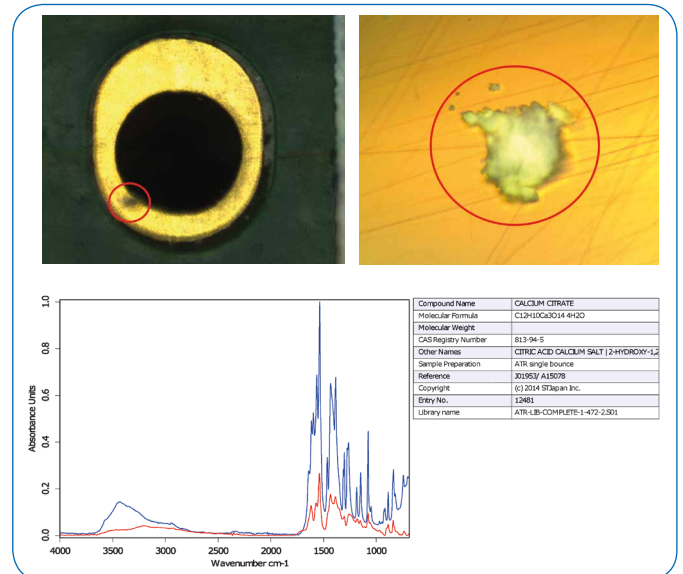 1.0
0.8
0.6
0.4
0.2
0.0
Absorbance Units
4000 3500 3000 2500 2000 1500 1000
Wavenumber cm-1
Compound Name CALCIUM CITRATE
Molecular Formula C12H10Ca3O14 4H2O
Molecular Weight
CAS Registry Number 813-94-5
Other Names CITRIC ACID CALCIUM SALT | 2-HYDROXY-1,2
Sample Preparation ATR single bounce
Reference J01953/ A15078
Copyright (c) 2014 STJapan Inc.
Entry No. 12481
Library name ATR-LIB-COMPLETE-1-472-2.S01